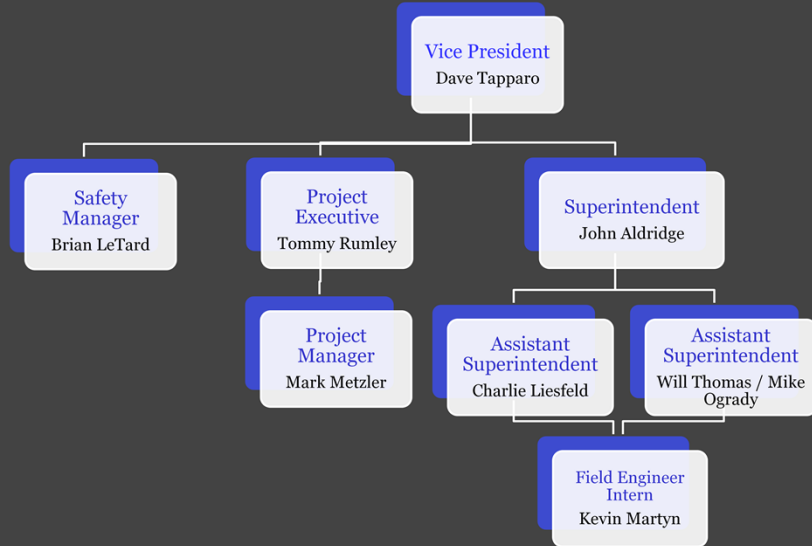 Vice President
Dave Tapparo
Safety
Manager
Brian LeTard
Project
Executive
Tommy Rumley
Superintendent
John Aldridge
Project
Manager
Mark Metzler
Assistant
Superintendent
Charlie Liesfeld
Assistant
Superintendent
Will Thomas / Mike
Ogrady
Field Engineer
Intern
Kevin Martyn